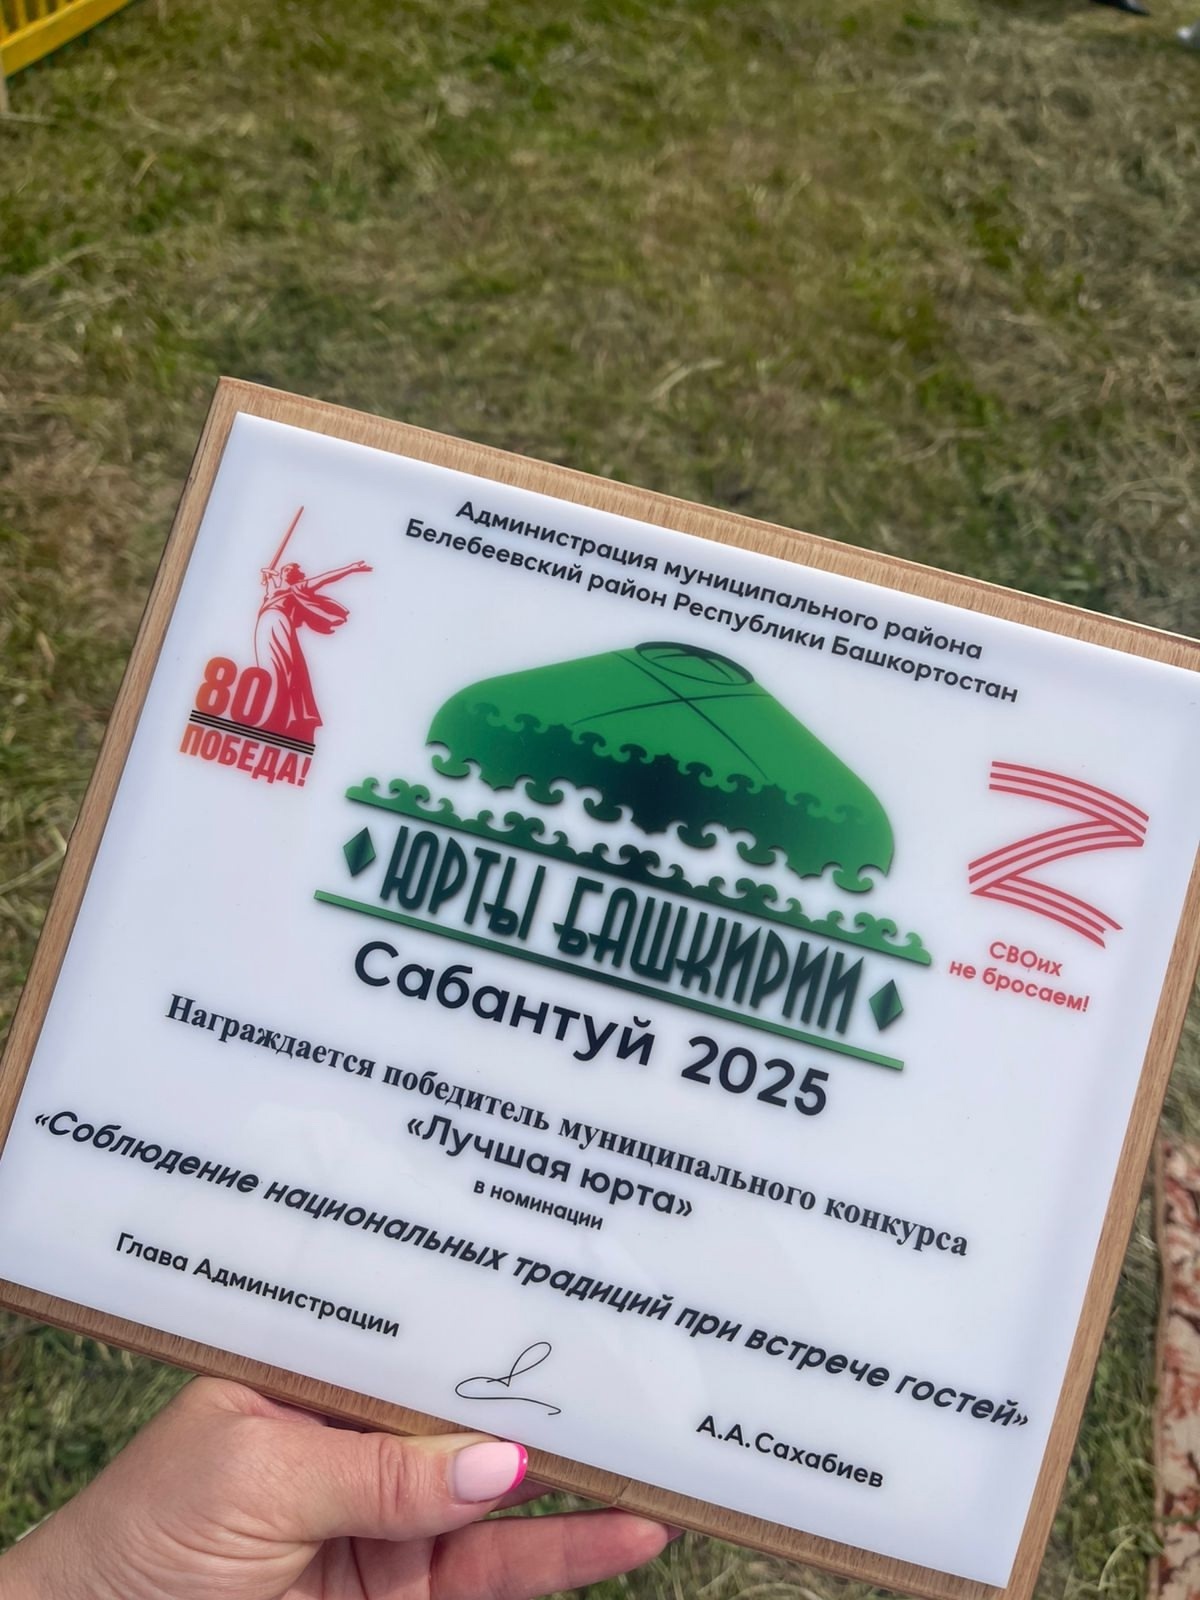 Администрация муниципального района
Белебеевский район Республики Башкортостан
80
ПОБЕДА!
ЮРТЫ БАШКИРИИ
Z
СВОих
не бросаем!
Сабантуй 2025
Награждается победитель муниципального конкурса
«Лучшая юрта»
в номинации
«Соблюдение национальных традиций при встрече гостей»
Глава Администрации
А.А.Сахабиев